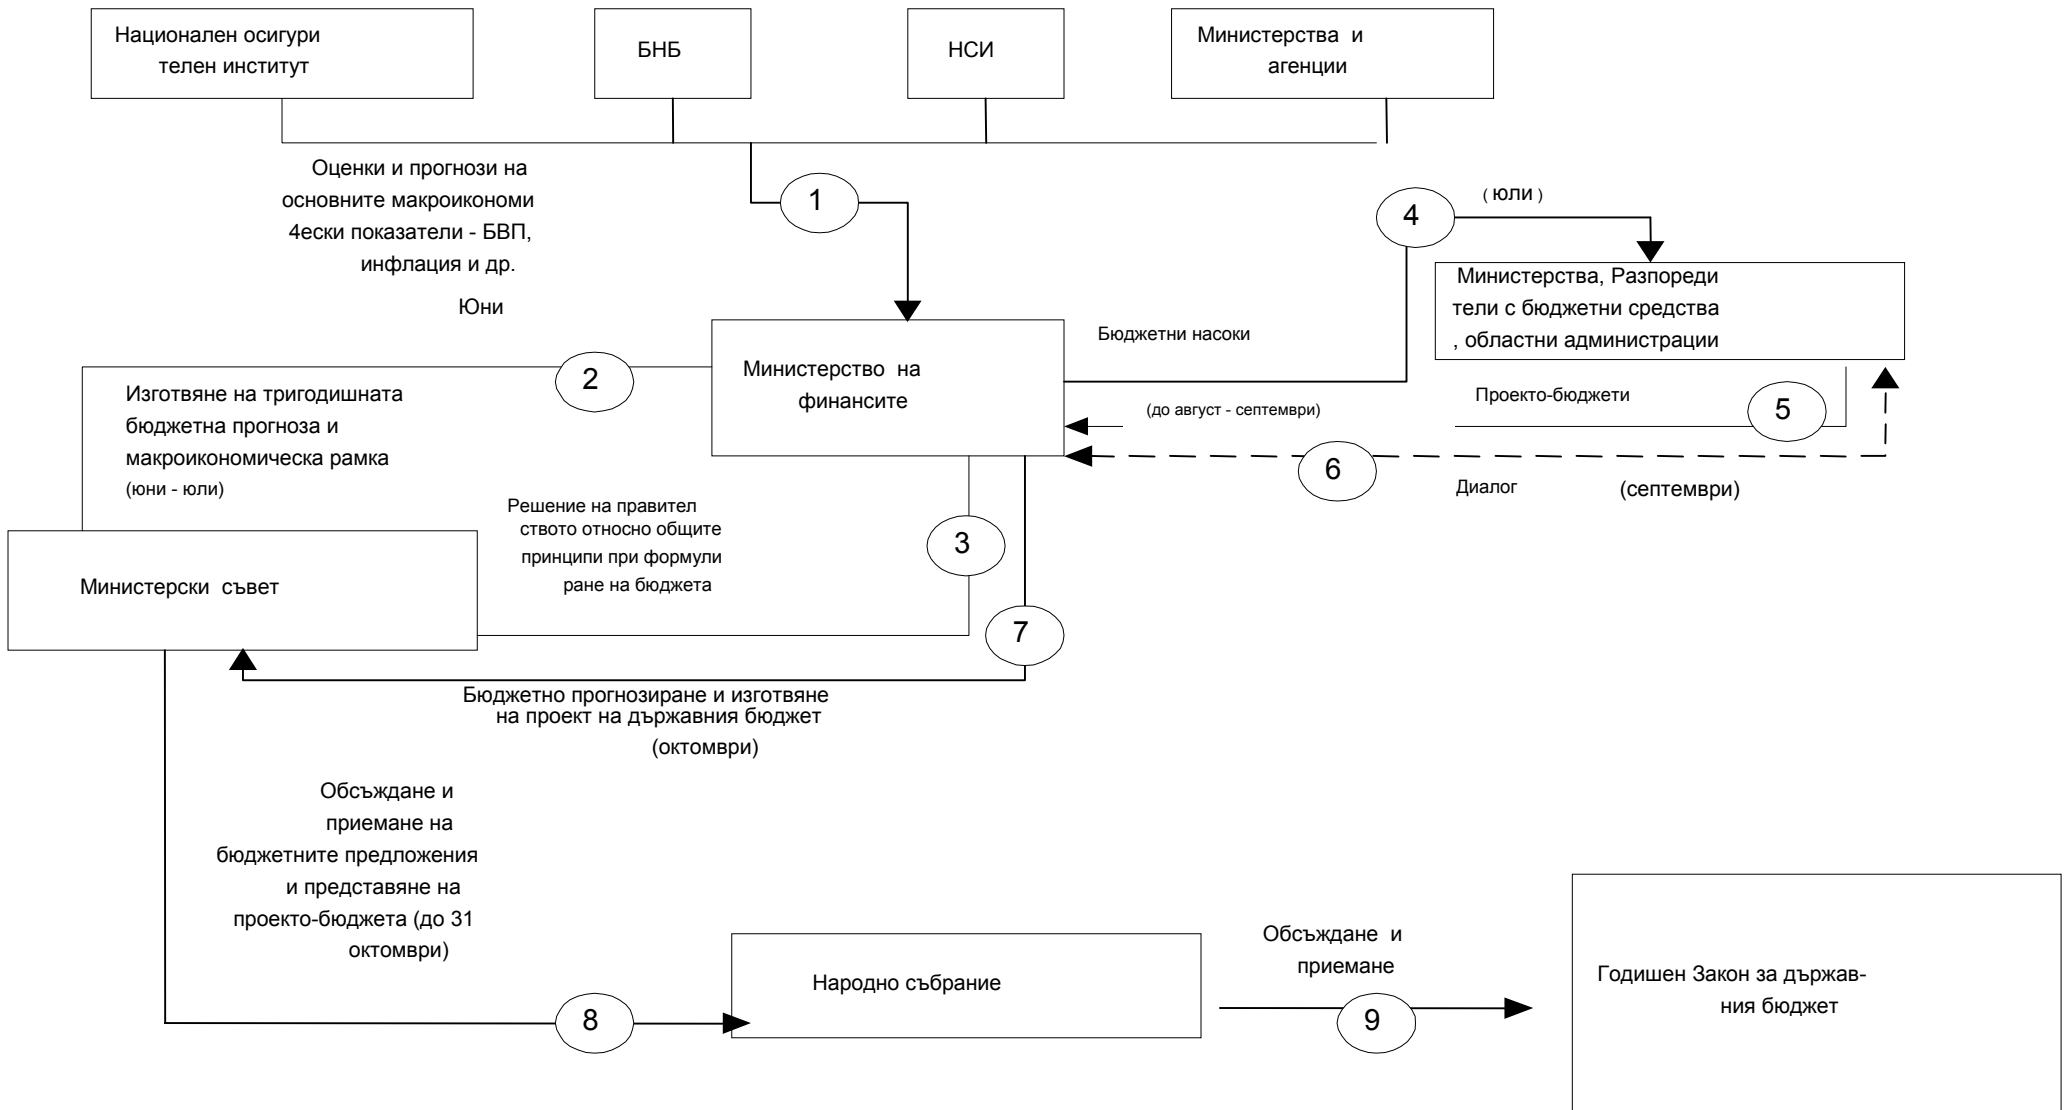 Национален осигури
телен институт
БНБ
НСИ
Министерства и
агенции
Оценки и прогнози на
основните макроикономи
4ески показатели - БВП,
инфлация и др.
Юни
1
4
( юли )
Министерства, Разпореди
тели с бюджетни средства
, областни администрации
Бюджетни насоки
2
Министерство на
финансите
Изготвяне на тригодишната
бюджетна прогноза и
макроикономическа рамка
(юни - юли)
(до август - септември)
Проекто-бюджети
5
6
Диалог
(септември)
Решение на правител
ството относно общите
принципи при формули
ране на бюджета
3
Министерски съвет
7
Бюджетно прогнозиране и изготвяне
на проект на държавния бюджет
(октомври)
Обсъждане и
приемане на
бюджетните предложения
и представяне на
проекто-бюджета (до 31
октомври)
8
Народно събрание
Обсъждане и
приемане
9
Годишен Закон за държав-
ния бюджет